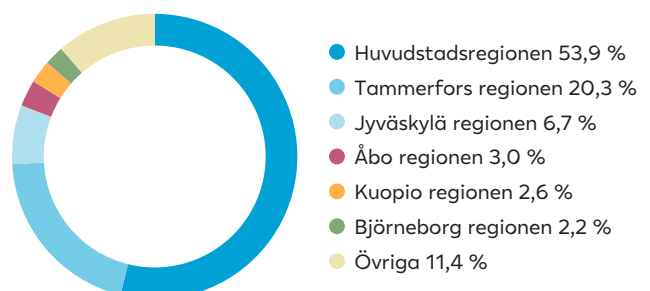 Huvudstadsregionen 53,9 %
Tammerfors regionen 20,3 %
Jyväskylä regionen 6,7 %
Åbo regionen 3,0 %
Kuopio regionen 2,6 %
Björneborg regionen 2,2 %
Övriga 11,4 %